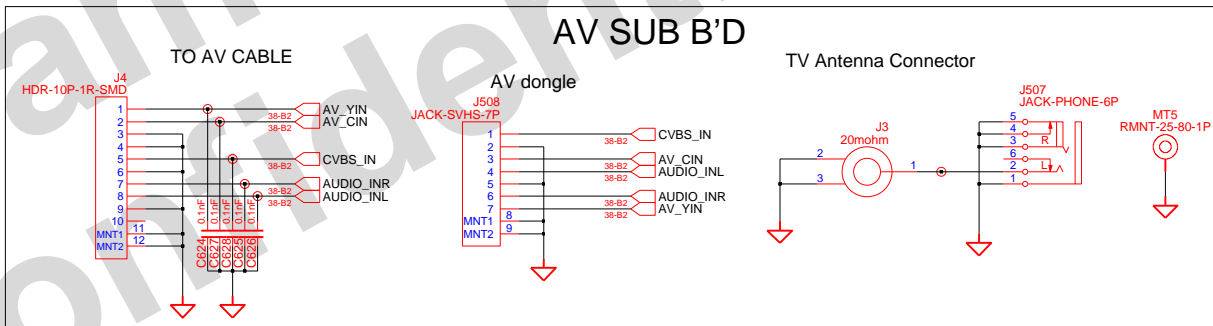 AV SUB B'D
TO AV CABLE
J4
HDR-10P-1R-SMD
1
2
3
4
5
6
7
8
9
10
MNT1
11
MNT2
12
38-B2
AV_YIN
38-B2
AV_CIN
38-B2
CVBS_IN
38-B2
AUDIO_INR
38-B2
AUDIO_INL
0.1nF
0.1nF
0.1nF
0.1nF
0.1nF
C624
C627
C628
C625
C626
AV dongle
J508
JACK-SVHS-7P
1
2
3
4
5
6
7
MNT1
8
MNT2
9
38-B2
CVBS_IN
38-B2
AV_CIN
38-B2
AUDIO_INL
38-B2
AUDIO_INR
38-B2
AV_YIN
TV Antenna Connector
J3
20mohm
2
3
1
J507
JACK-PHONE-6P
5
4
3
6
2
1
R
L
MT5
RMNT-25-80-1P
onfident